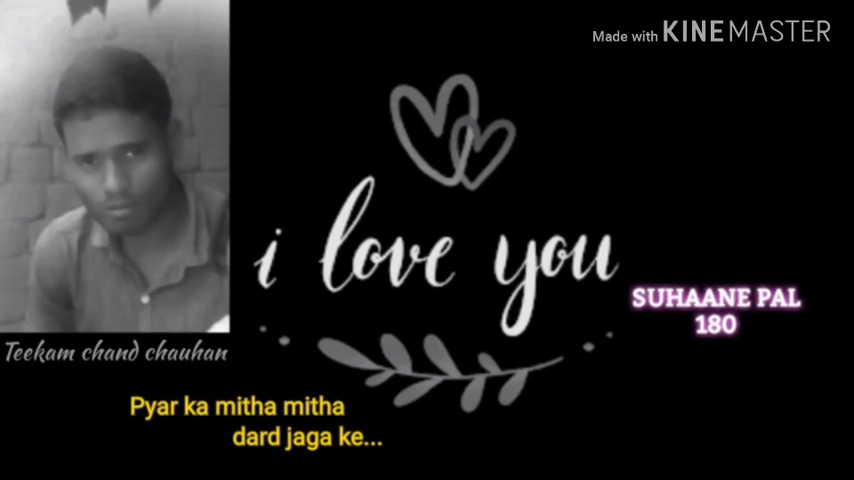 Made with KINEMASTER
i love you
SUHAANE PAL
180
Teekam chand chauhan
Pyar ka mitha mitha
dard jaga ke...